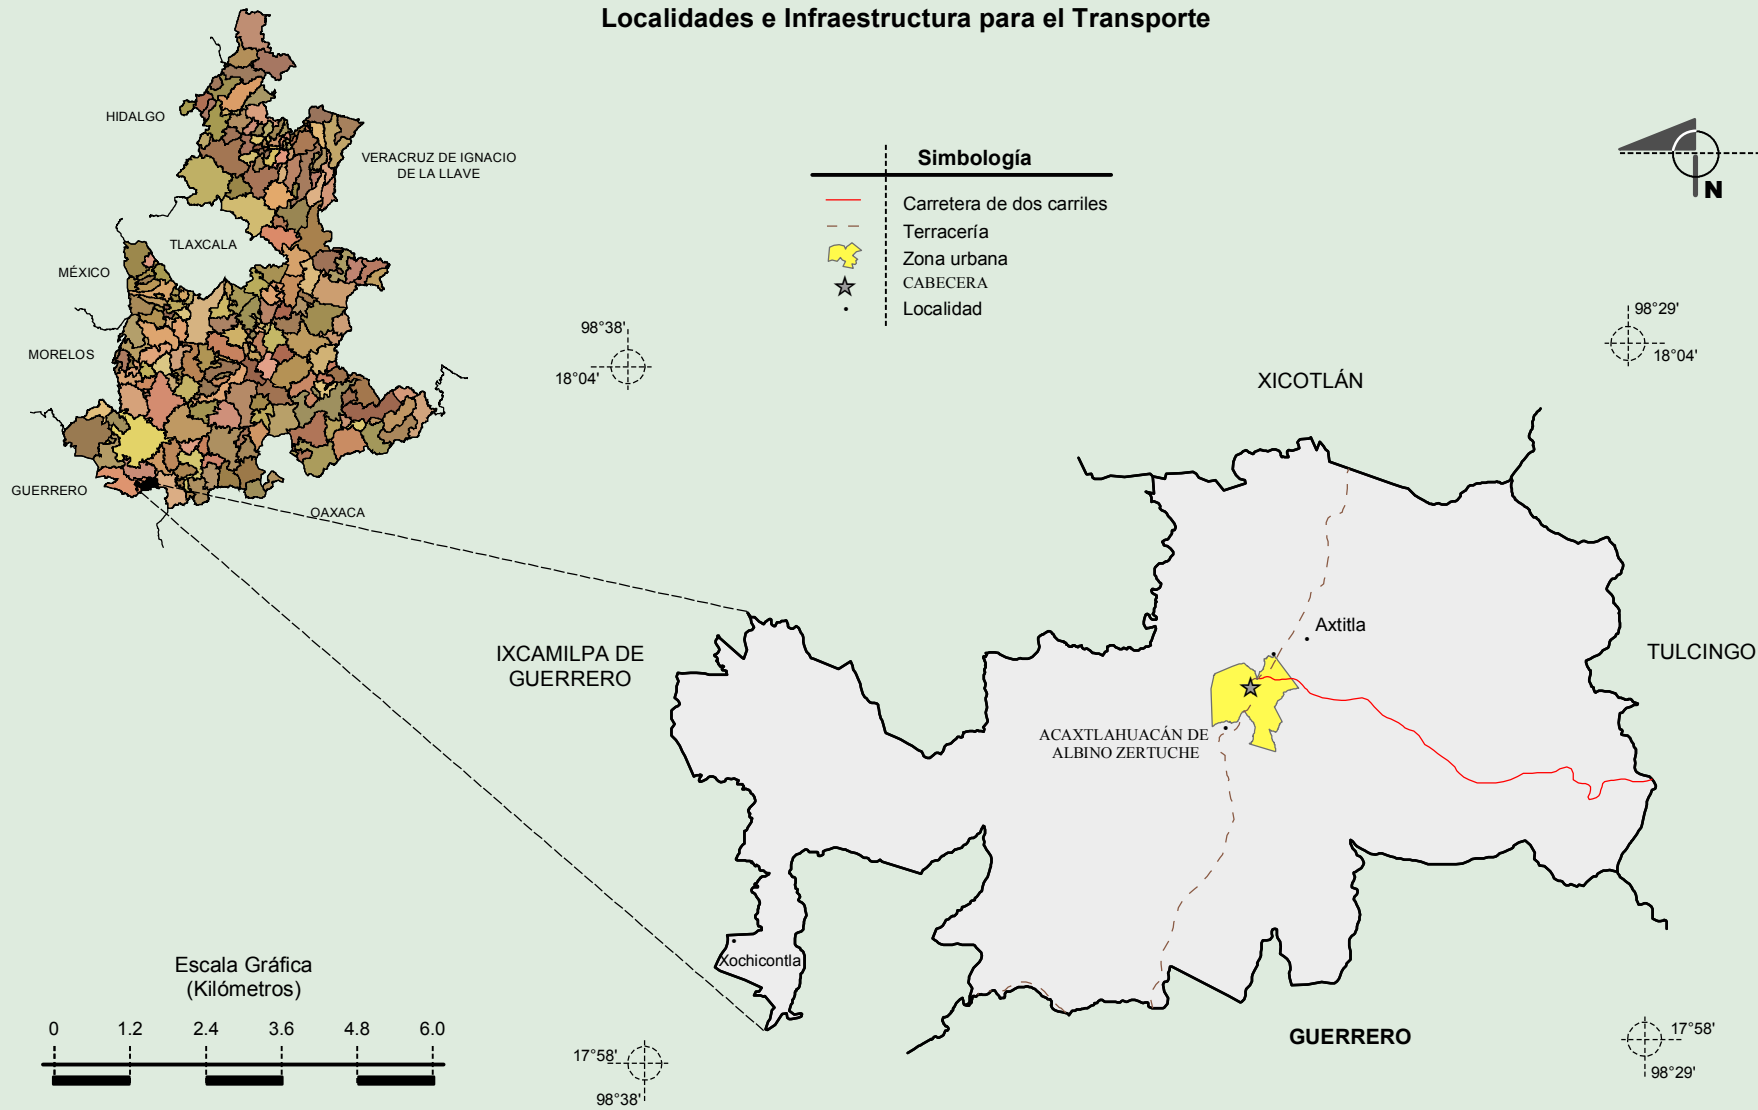 Localidades e Infraestructura para el Transporte
HIDALGO
VERACRUZ DE IGNACIO
DE LA LLAVE
TLAXCALA
MÉXICO
MORELOS
GUERRERO
OAXACA
Simbología
Carretera de dos carriles
Terracería
Zona urbana
CABECERA
Localidad
N
98°38'
18°04'
98°29'
18°04'
XICOTLÁN
Axtitla
TULCINGO
IXCAMILPA DE
GUERRERO
ACAXTLAHUACÁN DE
ALBINO ZERTUCHE
Xochicontla
GUERRERO
Escala Gráfica
(Kilómetros)
0 1.2 2.4 3.6 4.8 6.0
17°58'
98°38'
17°58'
98°29'